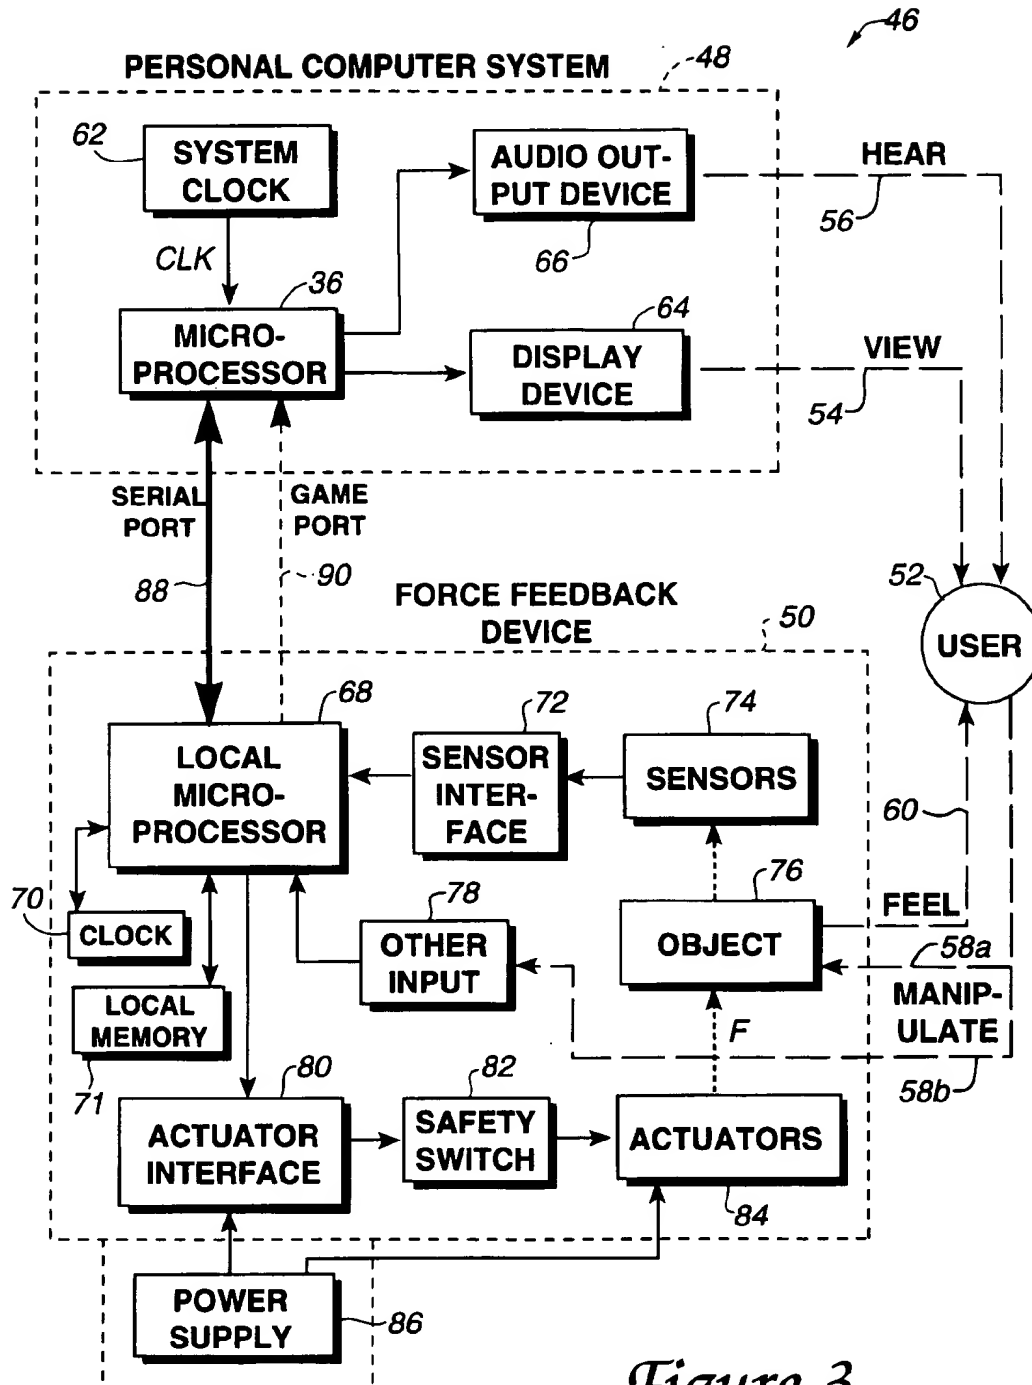 46
PERSONAL COMPUTER SYSTEM
48
62
SYSTEM
CLOCK
AUDIO OUT-
PUT DEVICE
HEAR
56
CLK
66
36
MICRO-
PROCESSOR
64
DISPLAY
DEVICE
VIEW
54
SERIAL
PORT
GAME
PORT
88
90
52
USER
FORCE FEEDBACK
DEVICE
50
68
LOCAL
MICRO-
PROCESSOR
72
SENSOR
INTER-
FACE
74
SENSORS
60
70
CLOCK
78
OTHER
INPUT
76
OBJECT
FEEL
58a
MANIP-
ULATE
LOCAL
MEMORY
71
F
58b
80
ACTUATOR
INTERFACE
82
SAFETY
SWITCH
ACTUATORS
84
POWER
SUPPLY
86
Figure 3